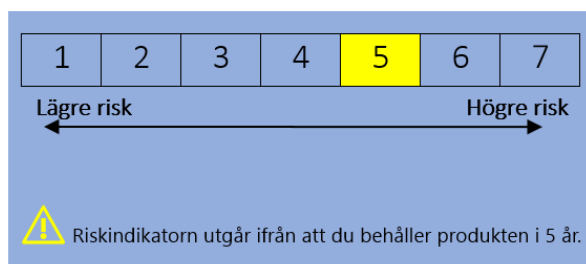 1 2 3 4 5 6 7
Lägre risk Högre risk
Riskindikatorn utgår ifrån att du behåller produkten i 5 år.